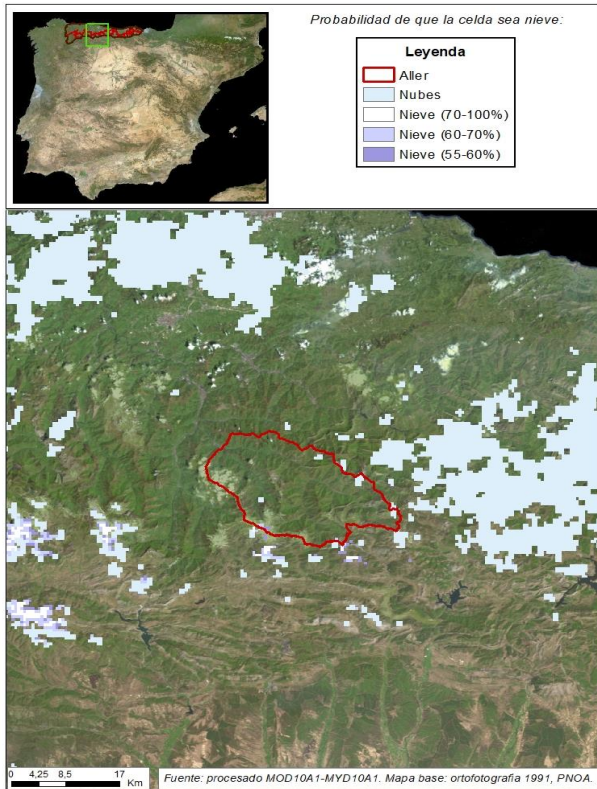 Probabilidad de que la celda sea nieve:
Leyenda
Aller
Nubes
Nieve (70-100%)
Nieve (60-70%)
Nieve (55-60%)
0 4,25 8,5 17
Km
Fuente: procesado MOD10A1-MYD10A1. Mapa base: ortofotografia 1991, PNOA.